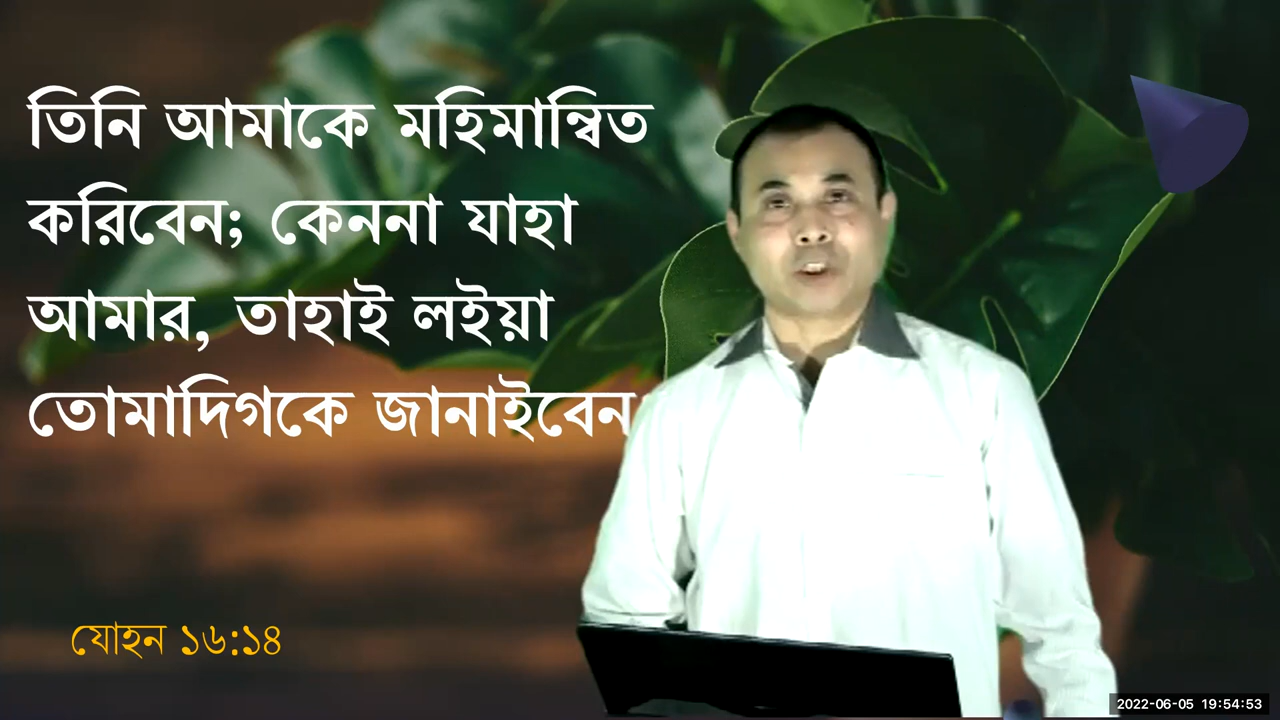 তিনি আমাকে মহিমান্বিত
করিবেন; কেননা যাহা
আমার, তাহাই লইয়া
তোমাদিগকে জানাইবেন
যোহন ১৬:১৪
2022-06-05 19:54:53